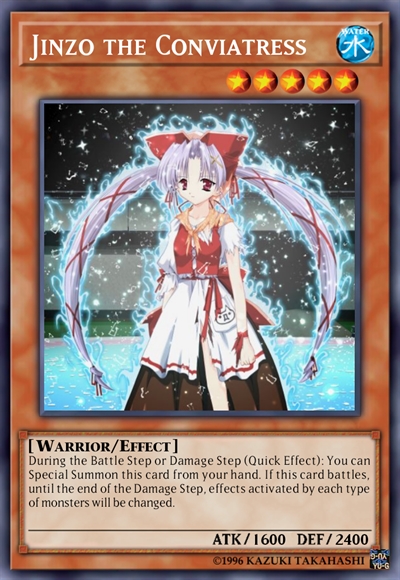 JINZO THE CONVIATRESS
WATER
水
[WARRIOR/EFFECT]
During the Battle Step or Damage Step (Quick Effect): You can
Special Summon this card from your hand. If this card battles,
until the end of the Damage Step, effects activated by each type
of monsters will be changed.
ATK/1600 DEF/2400
©1996 KAZUKI TAKAHASHI